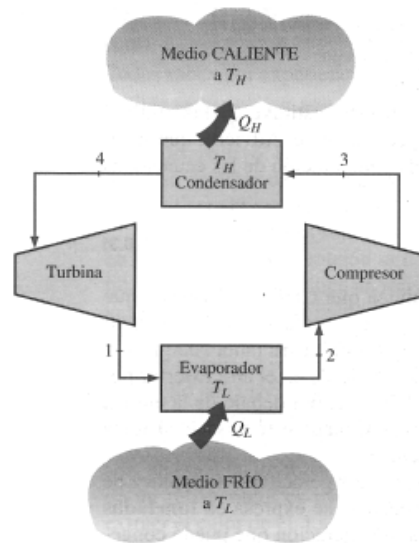 Medio CALIENTE
a T_H
Q_H
4
T_H
Condensador
3
Turbina
Compresor
1
Evaporador
T_L
2
Q_L
Medio FRÍO
a T_L